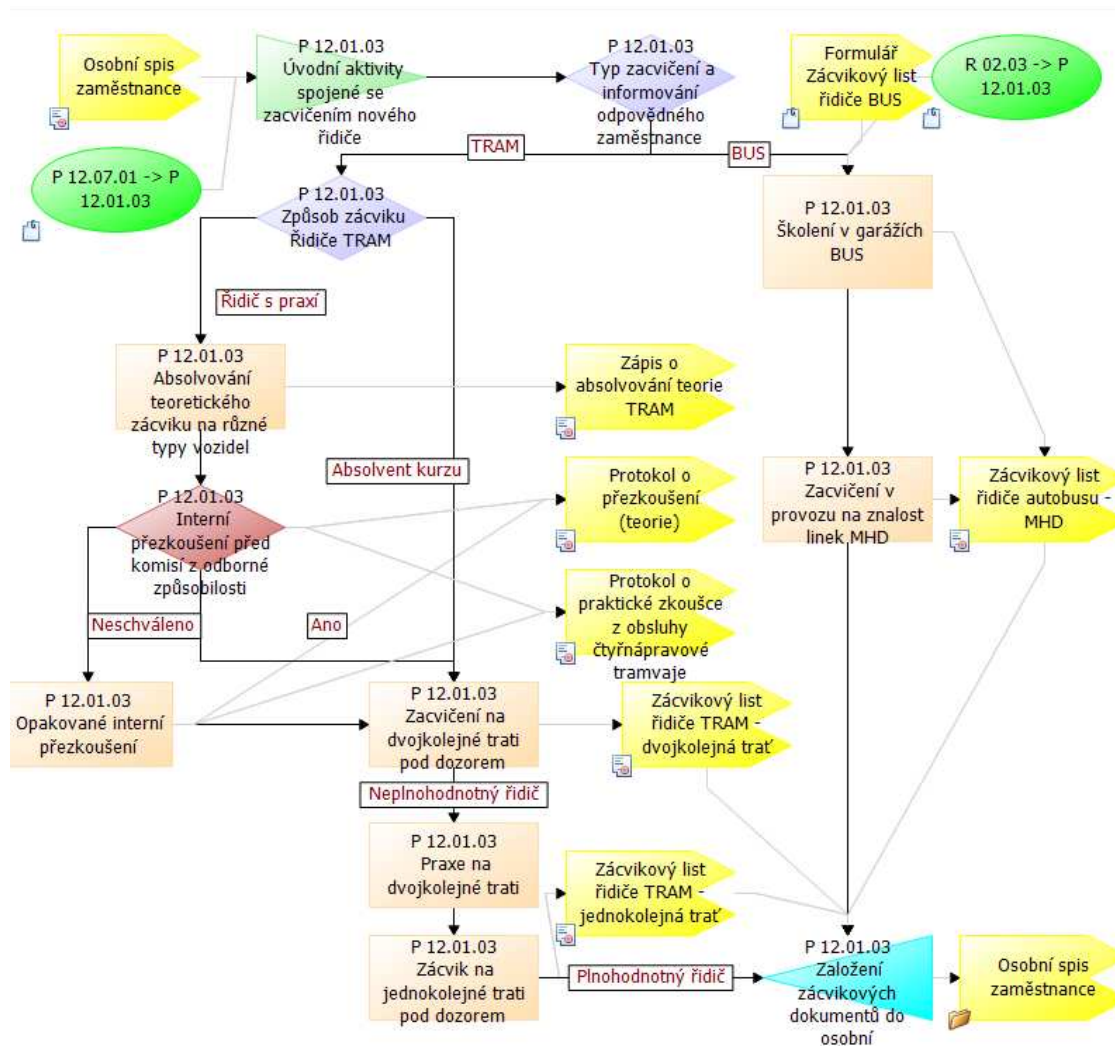 Osobní spis
zaměstnance
P 12.01.03
Úvodní aktivity
spojené se
zacvičením nového
řidiče
P 12.01.03
Typ zacvičení a
informování
odpovědného
zaměstnance
Formulář
Zácvikový list
řidiče BUS
R 02.03 -> P
12.01.03
TRAM
BUS
P 12.07.01 -> P
12.01.03
P 12.01.03
Způsob zácviku
Řidiče TRAM
P 12.01.03
Školení v garážích
BUS
Řidič s praxí
P 12.01.03
Absolvování
teoretického
zácviku na různé
typy vozidel
Zápis o
absolvování teorie
TRAM
Absolvent kurzu
P 12.01.03
Interní
přezkoušení před
komisí z odborné
způsobilosti
Protokol o
přezkoušení
(teorie)
P 12.01.03
Zacvičení v
provozu na znalost
linek MHD
Zácvikový list
řidiče autobusu -
MHD
Neschváleno
Ano
Protokol o
praktické zkoušce
z obsluhy
čtyřnápravové
tramvaje
P 12.01.03
Opakované interní
přezkoušení
P 12.01.03
Zacvičení na
dvojkolejné trati
pod dozorem
Zácvikový list
řidiče TRAM -
dvojkolejná trať
Neplnohodnotný řidič
P 12.01.03
Praxe na
dvojkolejné trati
Zácvikový list
řidiče TRAM -
jednokolejná trať
P 12.01.03
Zácvik na
jednokolejné trati
pod dozorem
Plnohodnotný řidič
P 12.01.03
Založení
zácvikových
dokumentů do
osobní
Osobní spis
zaměstnance